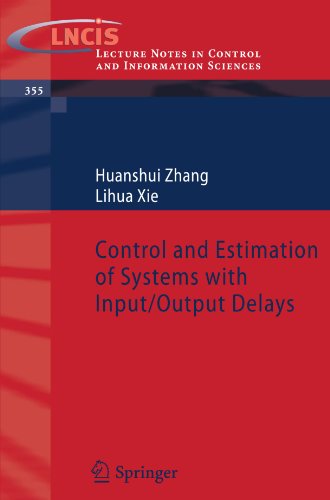 LNCIS
LECTURE NOTES IN CONTROL
AND INFORMATION SCIENCES
355
Huanshui Zhang
Lihua Xie
Control and Estimation
of Systems with
Input/Output Delays
Springer